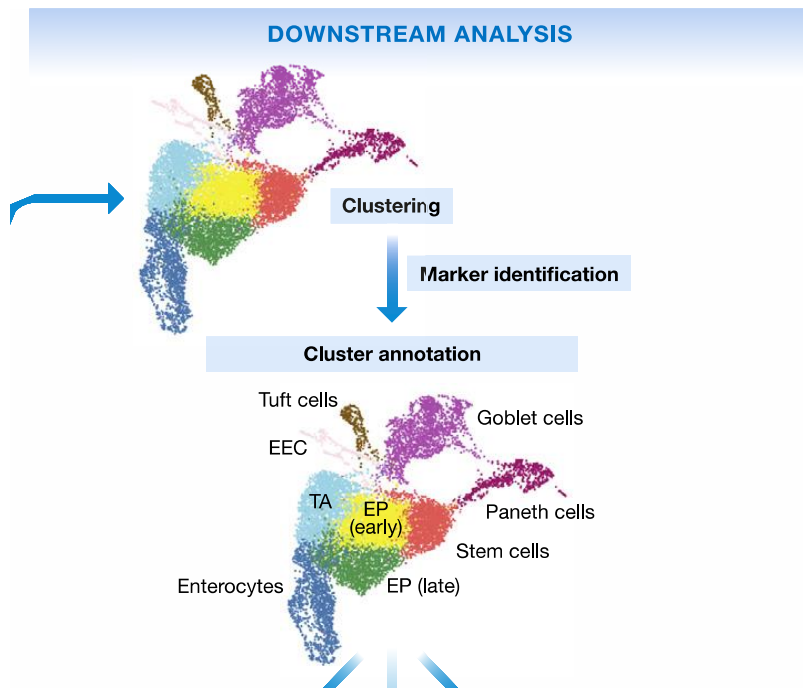 DOWNSTREAM ANALYSIS
Clustering
Marker identification
Cluster annotation
Tuft cells
Goblet cells
EEC
TA
EP
(early)
Paneth cells
Stem cells
Enterocytes
EP (late)